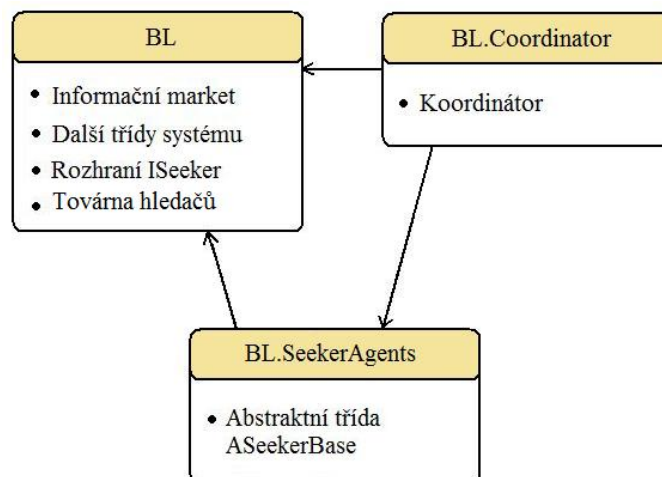 BL
• Informační market
• Další třídy systému
• Rozhraní ISeeker
• Továrna hledačů
BL.Coordinator
• Koordinátor
BL.SeekerAgents
• Abstraktní třída
ASeekerBase